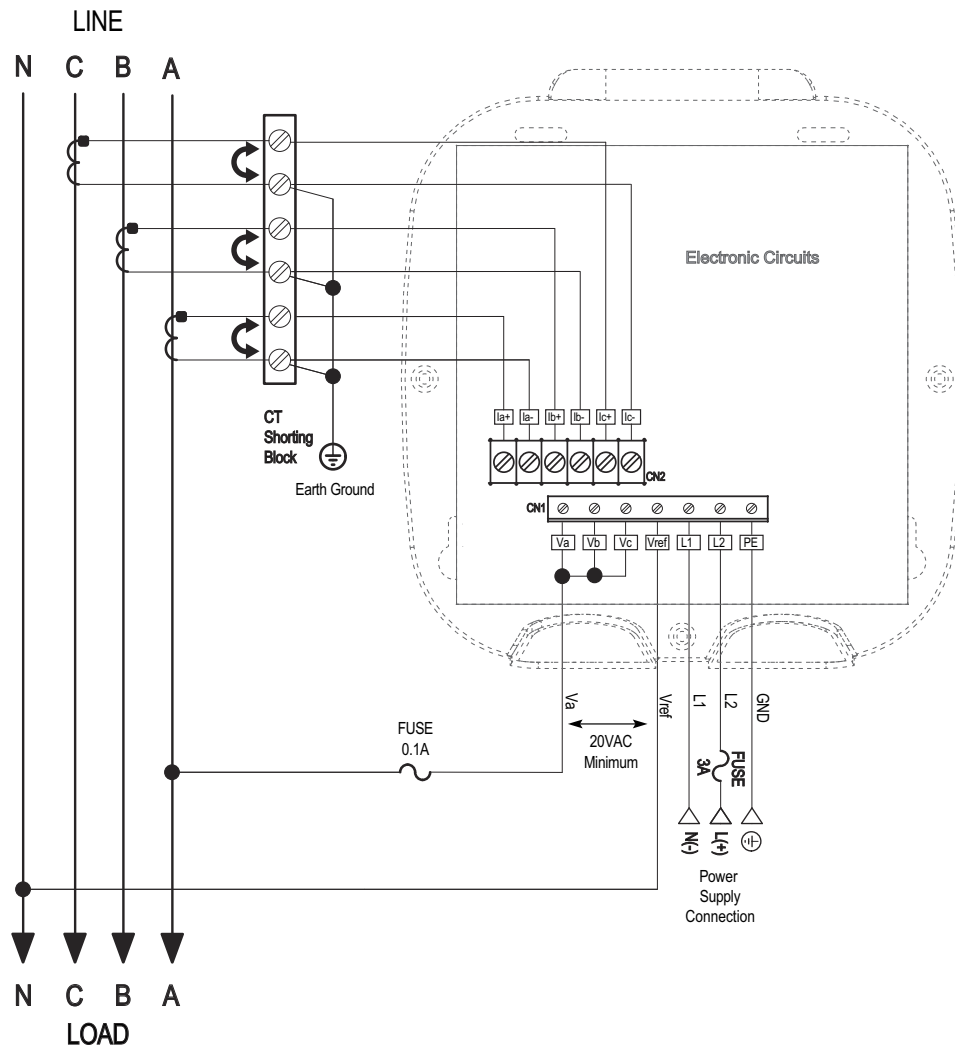 LINE
N C B A
Electronic Circuits
CT
Shorting
Block
Earth Ground
Ia+ Ia- Ib+ Ib- Ic+ Ic-
CN2
CN1
Va Vb Vc Vref L1 L2 PE
Va
Vref
L1
L2
GND
20VAC
Minimum
FUSE
0.1A
FUSE
3A
N(-)
L(+)
Power
Supply
Connection
N C B A
LOAD